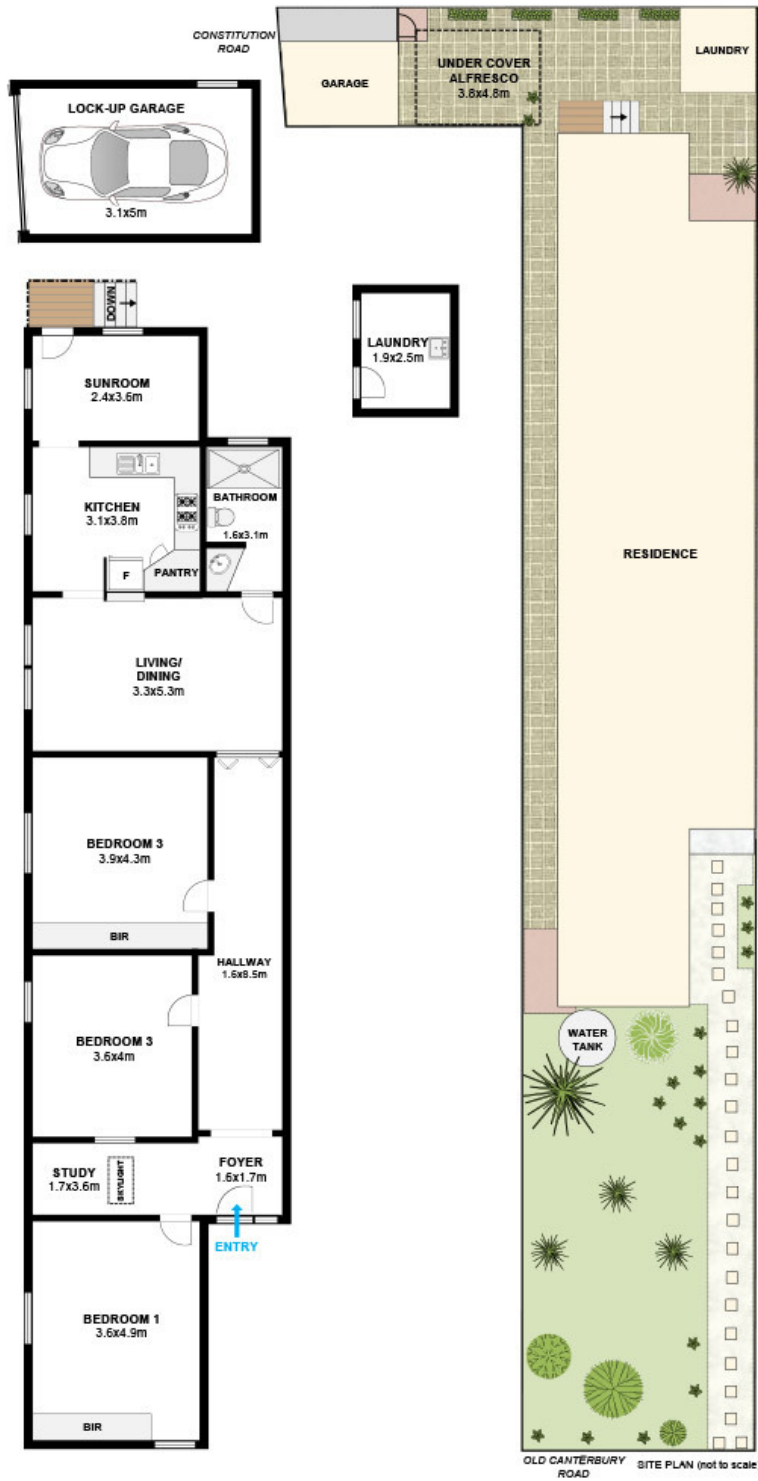 CONSTITUTION
ROAD
GARAGE
UNDER COVER
ALFRESCO
3.8x4.8m
LAUNDRY
LOCK-UP GARAGE
3.1x5m
DOWN
SUNROOM
2.4x3.6m
LAUNDRY
1.9x2.5m
KITCHEN
3.1x3.8m
BATHROOM
1.6x3.1m
F
PANTRY
RESIDENCE
LIVING/
DINING
3.3x5.3m
BEDROOM 3
3.9x4.3m
BIR
HALLWAY
1.6x8.5m
BEDROOM 3
3.6x4m
WATER
TANK
STUDY
1.7x3.6m
SKYLIGHT
FOYER
1.6x1.7m
ENTRY
BEDROOM 1
3.6x4.9m
BIR
OLD CANTERBURY
ROAD
SITE PLAN (not to scale